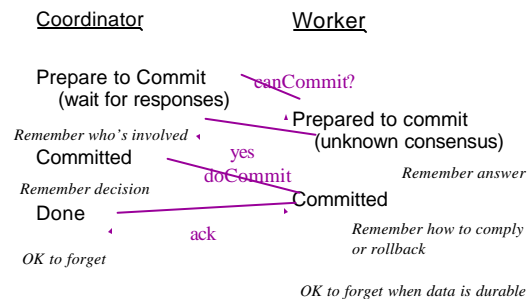 Coordinator
Worker
Prepare to Commit
(wait for responses)
canCommit?
Prepared to commit
(unknown consensus)
Remember who's involved
yes
Committed
doCommit
Remember answer
Remember decision
Committed
Done
ack
Remember how to comply
or rollback
OK to forget
OK to forget when data is durable